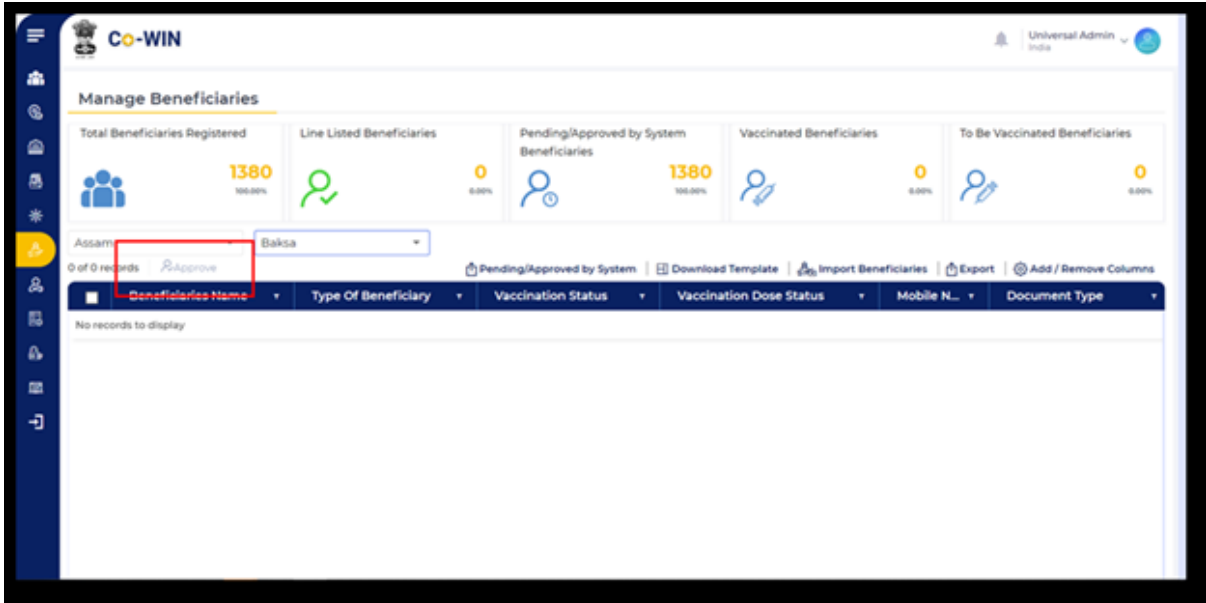 Co-WIN
Universal Admin
India
Manage Beneficiaries
Total Beneficiaries Registered
1380
100.00%
Line Listed Beneficiaries
0
0.00%
Pending/Approved by System
Beneficiaries
1380
100.00%
Vaccinated Beneficiaries
0
0.00%
To Be Vaccinated Beneficiaries
0
0.00%
Assam Baksa
0 of 0 records Approve Pending/Approved by System Download Template Import Beneficiaries Export Add / Remove Columns
Beneficiaries Name Type Of Beneficiary Vaccination Status Vaccination Dose Status Mobile N... Document Type
No records to display